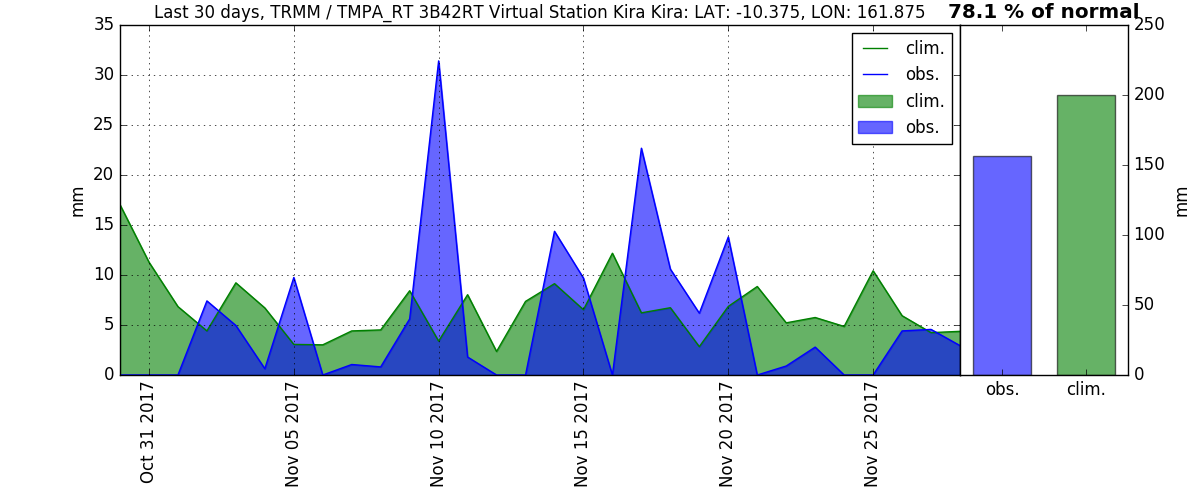 Last 30 days, TRMM / TMPA_RT 3B42RT Virtual Station Kira Kira: LAT: -10.375, LON: 161.875
78.1 % of normal
35
30
25
20
15
10
5
0
mm
clim.
obs.
clim.
obs.
Oct 31 2017
Nov 05 2017
Nov 10 2017
Nov 15 2017
Nov 20 2017
Nov 25 2017
250
200
150
100
50
0
mm
obs.
clim.